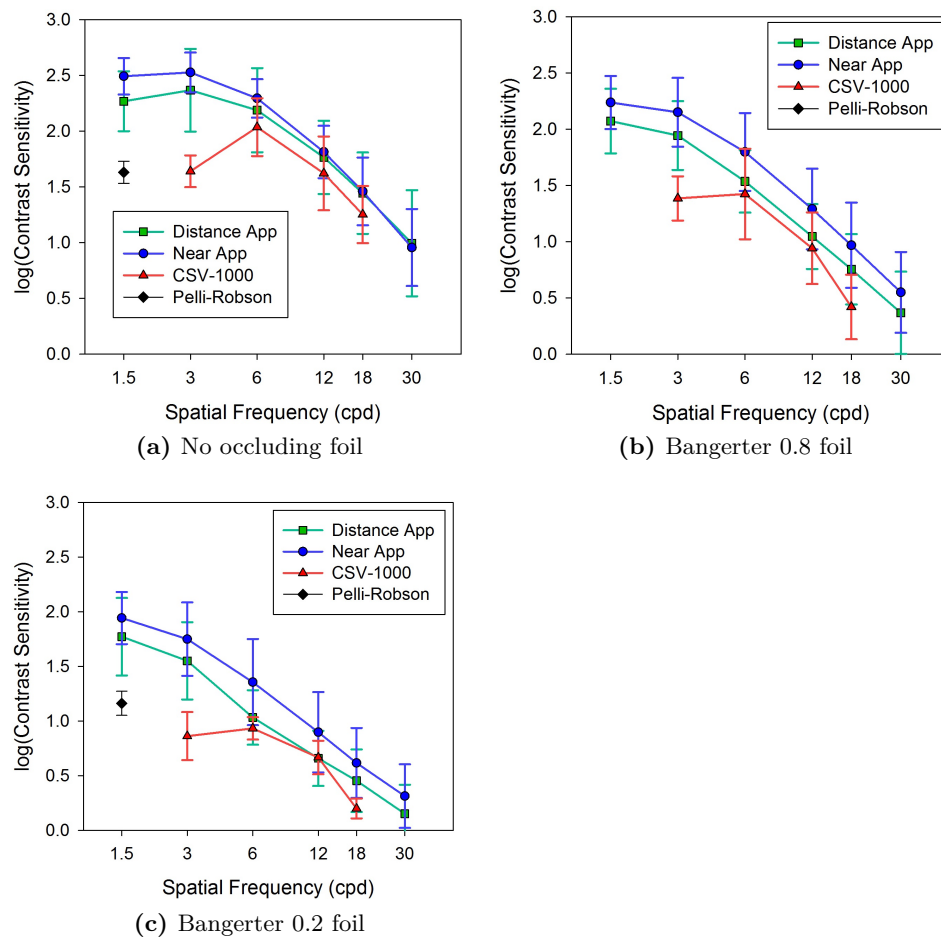 3.0
2.5
2.0
1.5
1.0
0.5
0.0
log(Contrast Sensitivity)
Distance App
Near App
CSV-1000
Pelli-Robson
1.5 3 6 12 18 30
Spatial Frequency (cpd)
(a) No occluding foil
3.0
2.5
2.0
1.5
1.0
0.5
0.0
log(Contrast Sensitivity)
Distance App
Near App
CSV-1000
Pelli-Robson
1.5 3 6 12 18 30
Spatial Frequency (cpd)
(b) Bangerter 0.8 foil
3.0
2.5
2.0
1.5
1.0
0.5
0.0
log(Contrast Sensitivity)
Distance App
Near App
CSV-1000
Pelli-Robson
1.5 3 6 12 18 30
Spatial Frequency (cpd)
(c) Bangerter 0.2 foil